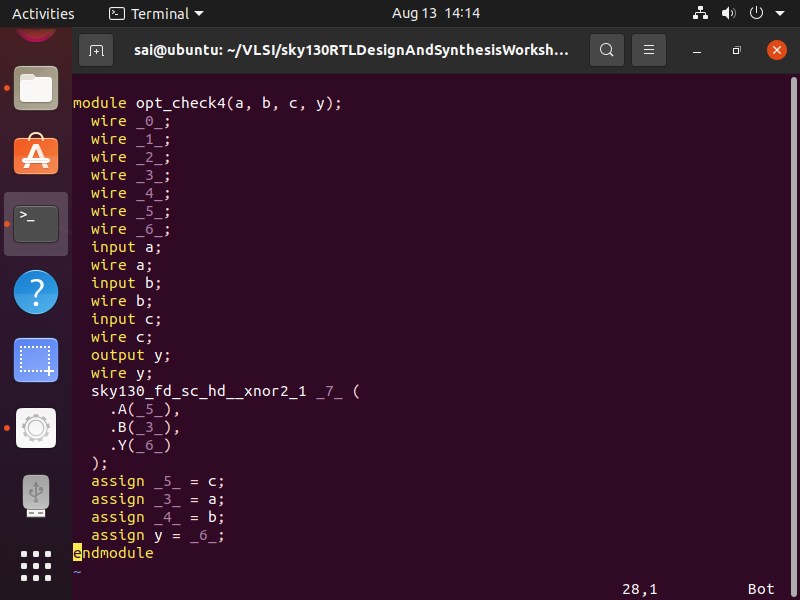 Activities
Terminal
Aug 13 14:14
sai@ubuntu: ~/VLSI/sky130RTLDesignAndSynthesisWorksh...
module opt_check4(a, b, c, y);
  wire _0_;
  wire _1_;
  wire _2_;
  wire _3_;
  wire _4_;
  wire _5_;
  wire _6_;
  input a;
  wire a;
  input b;
  wire b;
  input c;
  wire c;
  output y;
  wire y;
  sky130_fd_sc_hd__xnor2_1 _7_ (
    .A(_5_),
    .B(_3_),
    .Y(_6_)
  );
  assign _5_ = c;
  assign _3_ = a;
  assign _4_ = b;
  assign y = _6_;
endmodule
~
28,1 Bot